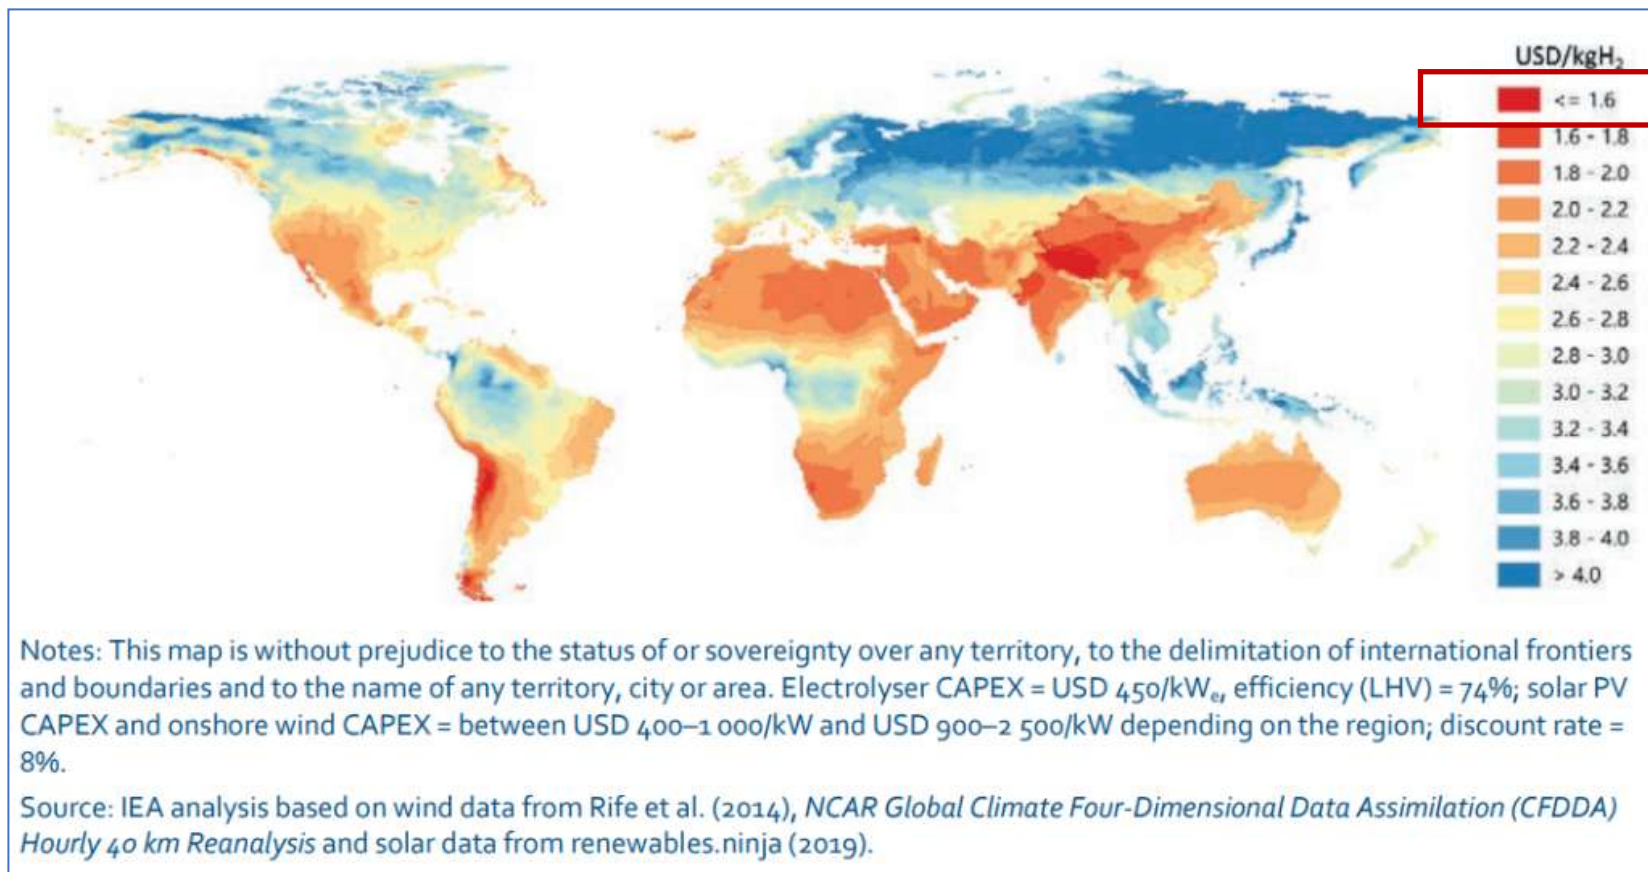 USD/kgH₂
<= 1.6
1.6 - 1.8
1.8 - 2.0
2.0 - 2.2
2.2 - 2.4
2.4 - 2.6
2.6 - 2.8
2.8 - 3.0
3.0 - 3.2
3.2 - 3.4
3.4 - 3.6
3.6 - 3.8
3.8 - 4.0
> 4.0
Notes: This map is without prejudice to the status of or sovereignty over any territory, to the delimitation of international frontiers
and boundaries and to the name of any territory, city or area. Electrolyser CAPEX = USD 450/kWₑ, efficiency (LHV) = 74%; solar PV
CAPEX and onshore wind CAPEX = between USD 400–1 000/kW and USD 900–2 500/kW depending on the region; discount rate =
8%.
Source: IEA analysis based on wind data from Rife et al. (2014), NCAR Global Climate Four-Dimensional Data Assimilation (CFDDA)
Hourly 40 km Reanalysis and solar data from renewables.ninja (2019).